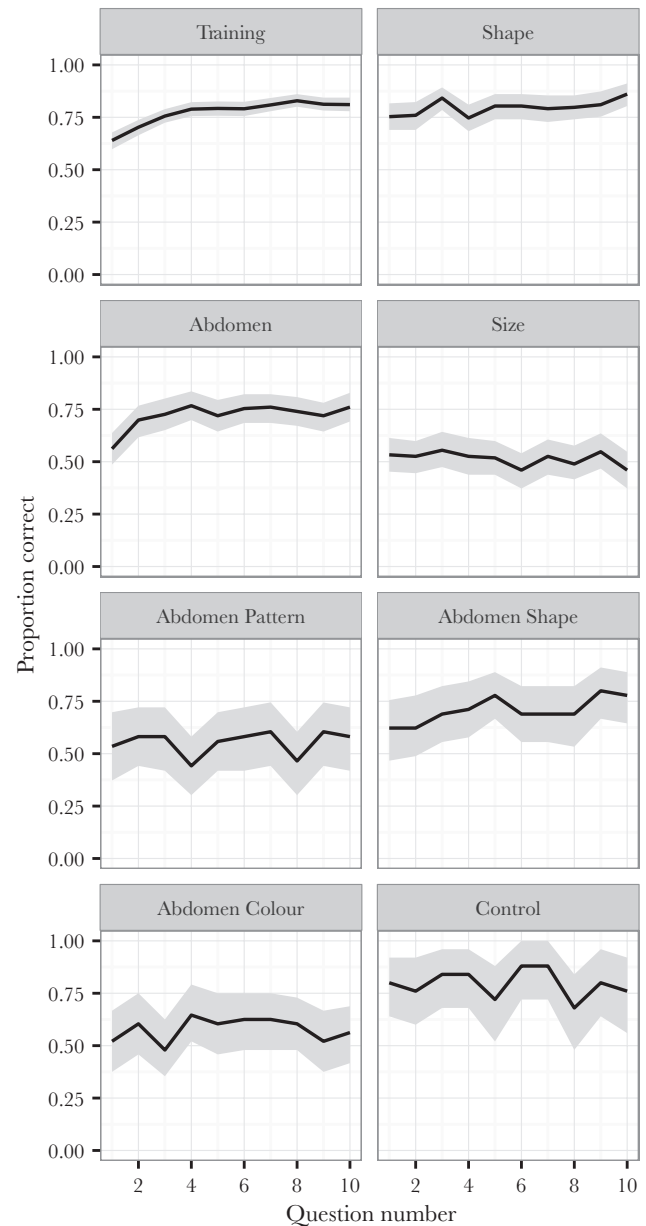 Training
Shape
1.00
0.75
0.50
0.25
0.00
Abdomen
Size
1.00
0.75
0.50
0.25
0.00
Proportion correct
Abdomen Pattern
Abdomen Shape
1.00
0.75
0.50
0.25
0.00
Abdomen Colour
Control
1.00
0.75
0.50
0.25
0.00
2 4 6 8 10 2 4 6 8 10
Question number